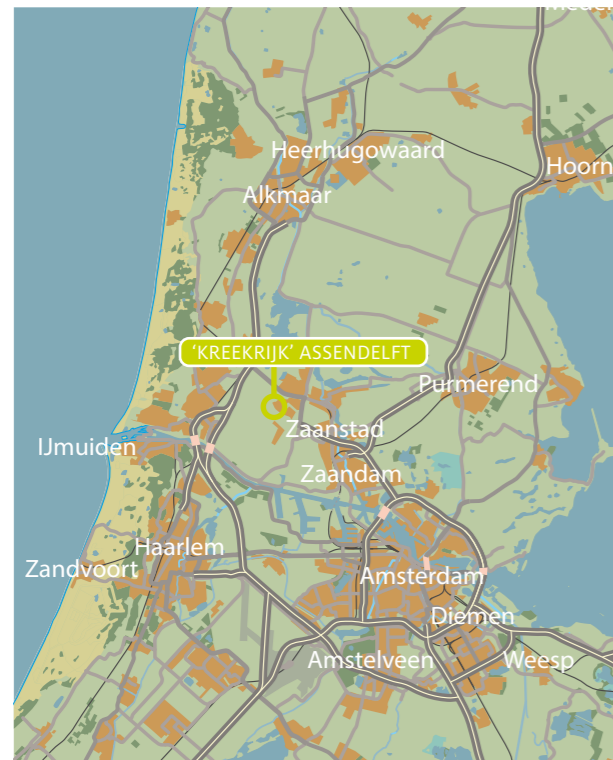 Heerhugowaard
Hoorn
Alkmaar
'KREEKRIJK' ASSENDELFT
Purmerend
Zaanstad
IJmuiden
Zaandam
Haarlem
Zandvoort
Amsterdam
Diemen
Amstelveen
Weesp